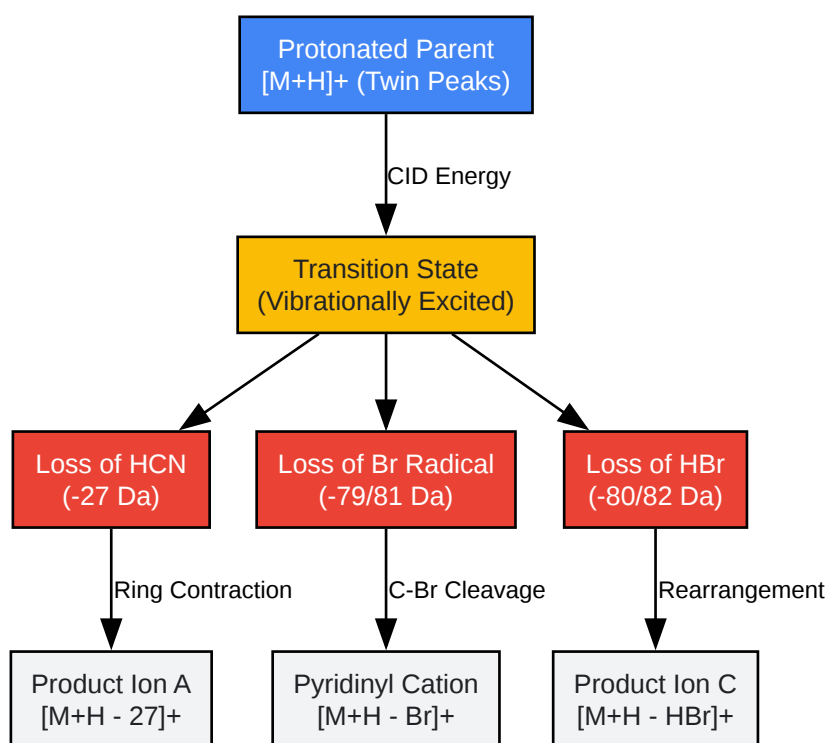 Protonated Parent
[M+H]+ (Twin Peaks)
CID Energy
Transition State
(Vibrationally Excited)
Loss of HCN
(-27 Da)
Loss of Br Radical
(-79/81 Da)
Loss of HBr
(-80/82 Da)
Ring Contraction
C-Br Cleavage
Rearrangement
Product Ion A
[M+H - 27]+
Pyridinyl Cation
[M+H - Br]+
Product Ion C
[M+H - HBr]+